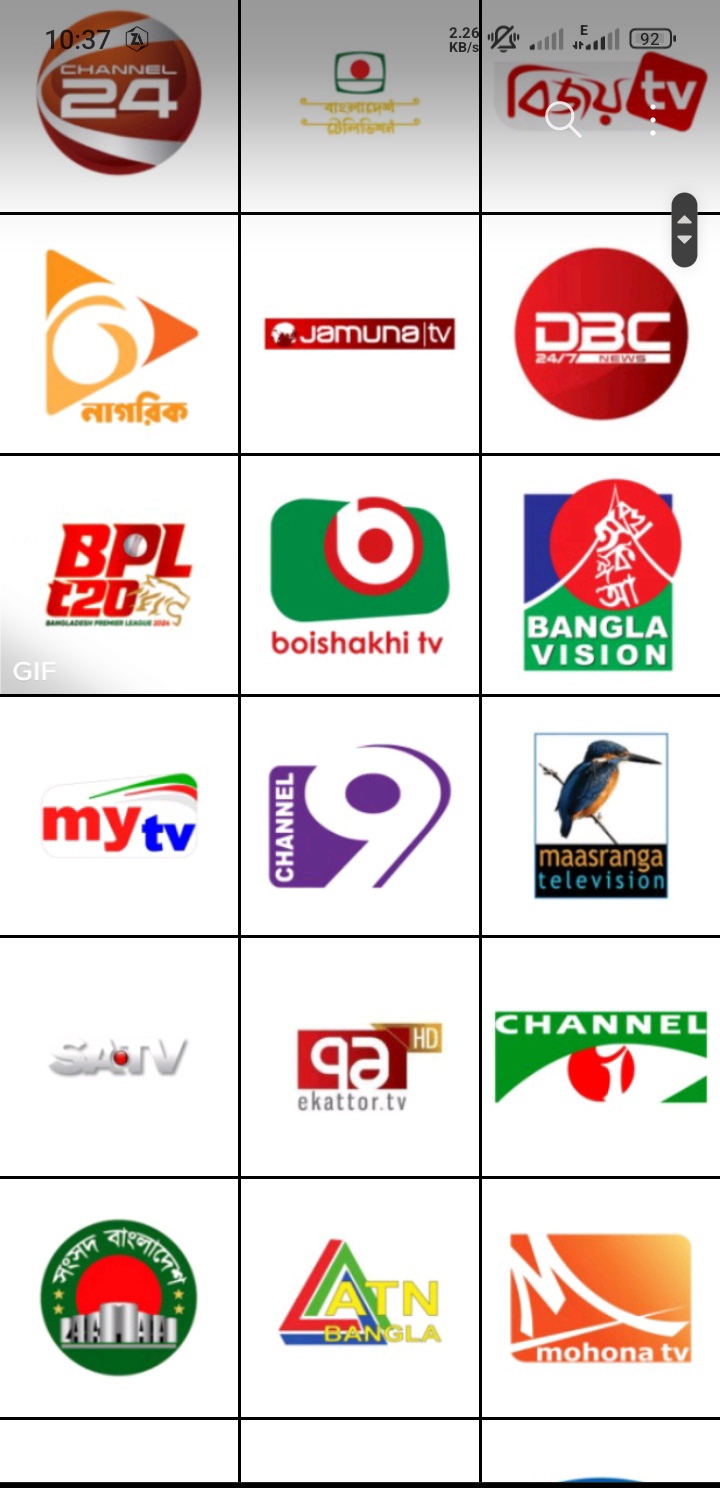 10:37
2.26
KB/s
E
92
CHANNEL
24
বাংলাদেশ
টেলিভিশন
বিজয় tv
নাগরিক
Jamuna|tv
DBC
24/7 NEWS
BPL
t20
BANGLADESH PREMIER LEAGUE 2024
GIF
b
boishakhi tv
BANGLA
VISION
my tv
CHANNEL 9
maasranga
television
SATV
HD
ekattor.tv
CHANNEL
i
সংসদ বাংলাদেশ
ATN
BANGLA
M
mohona tv